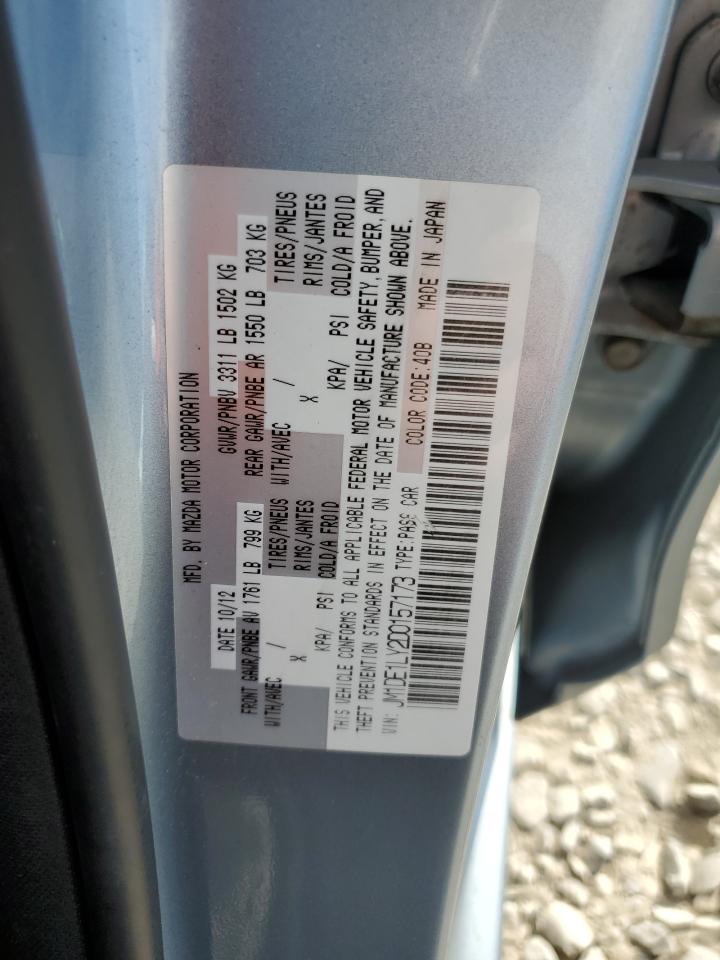 MFD. BY MAZDA MOTOR CORPORATION
DATE 10/12 GVWR/PNBV 3311 LB 1502 KG
FRONT GAWR/PNBE AV 1761 LB 799 KG REAR GAWR/PNBE AR 1550 LB 703 KG
WITH/AVEC / TIRES/PNEUS WITH/AVEC / TIRES/PNEUS
X RIMS/JANTES X RIMS/JANTES
KPA/ PSI COLD/A FROID KPA/ PSI COLD/A FROID
THIS VEHICLE CONFORMS TO ALL APPLICABLE FEDERAL MOTOR VEHICLE SAFETY, BUMPER, AND
THEFT PREVENTION STANDARDS IN EFFECT ON THE DATE OF MANUFACTURE SHOWN ABOVE.
VIN: JM1DE1LY2D0157173 TYPE:PASS CAR COLOR CODE:40B MADE IN JAPAN